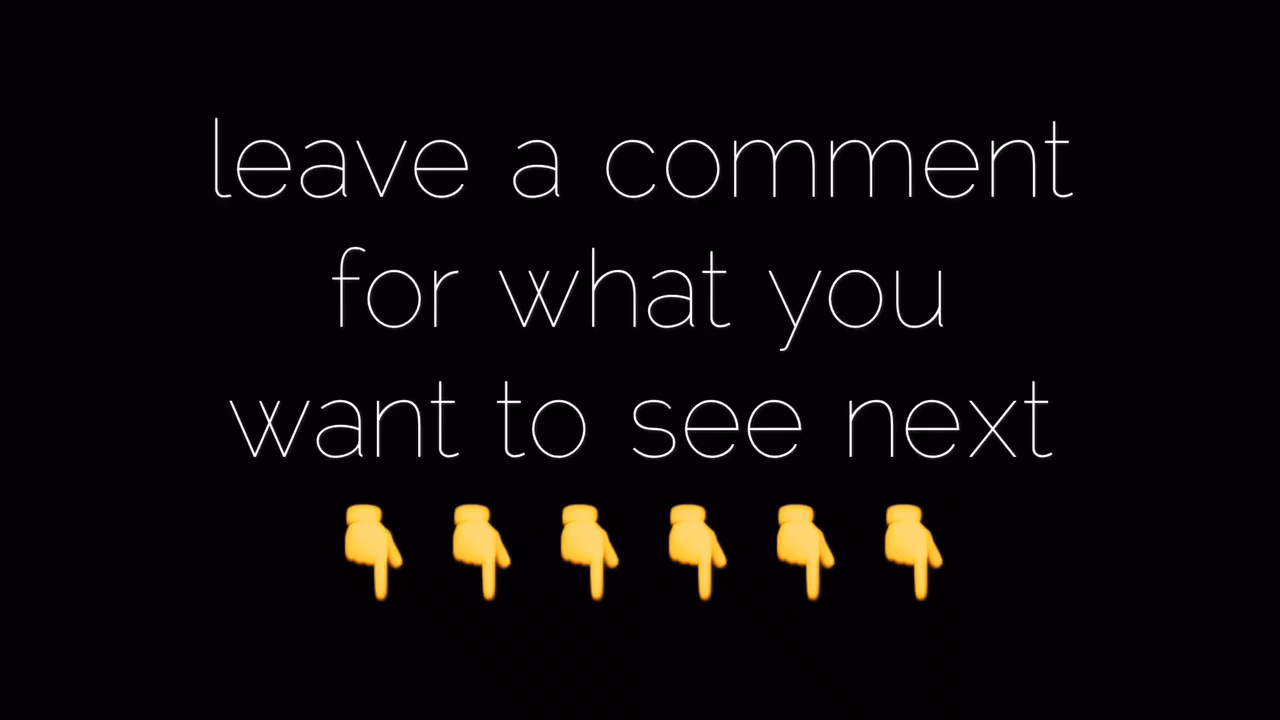 leave a comment
for what you
want to see next
👇 👇 👇 👇 👇 👇